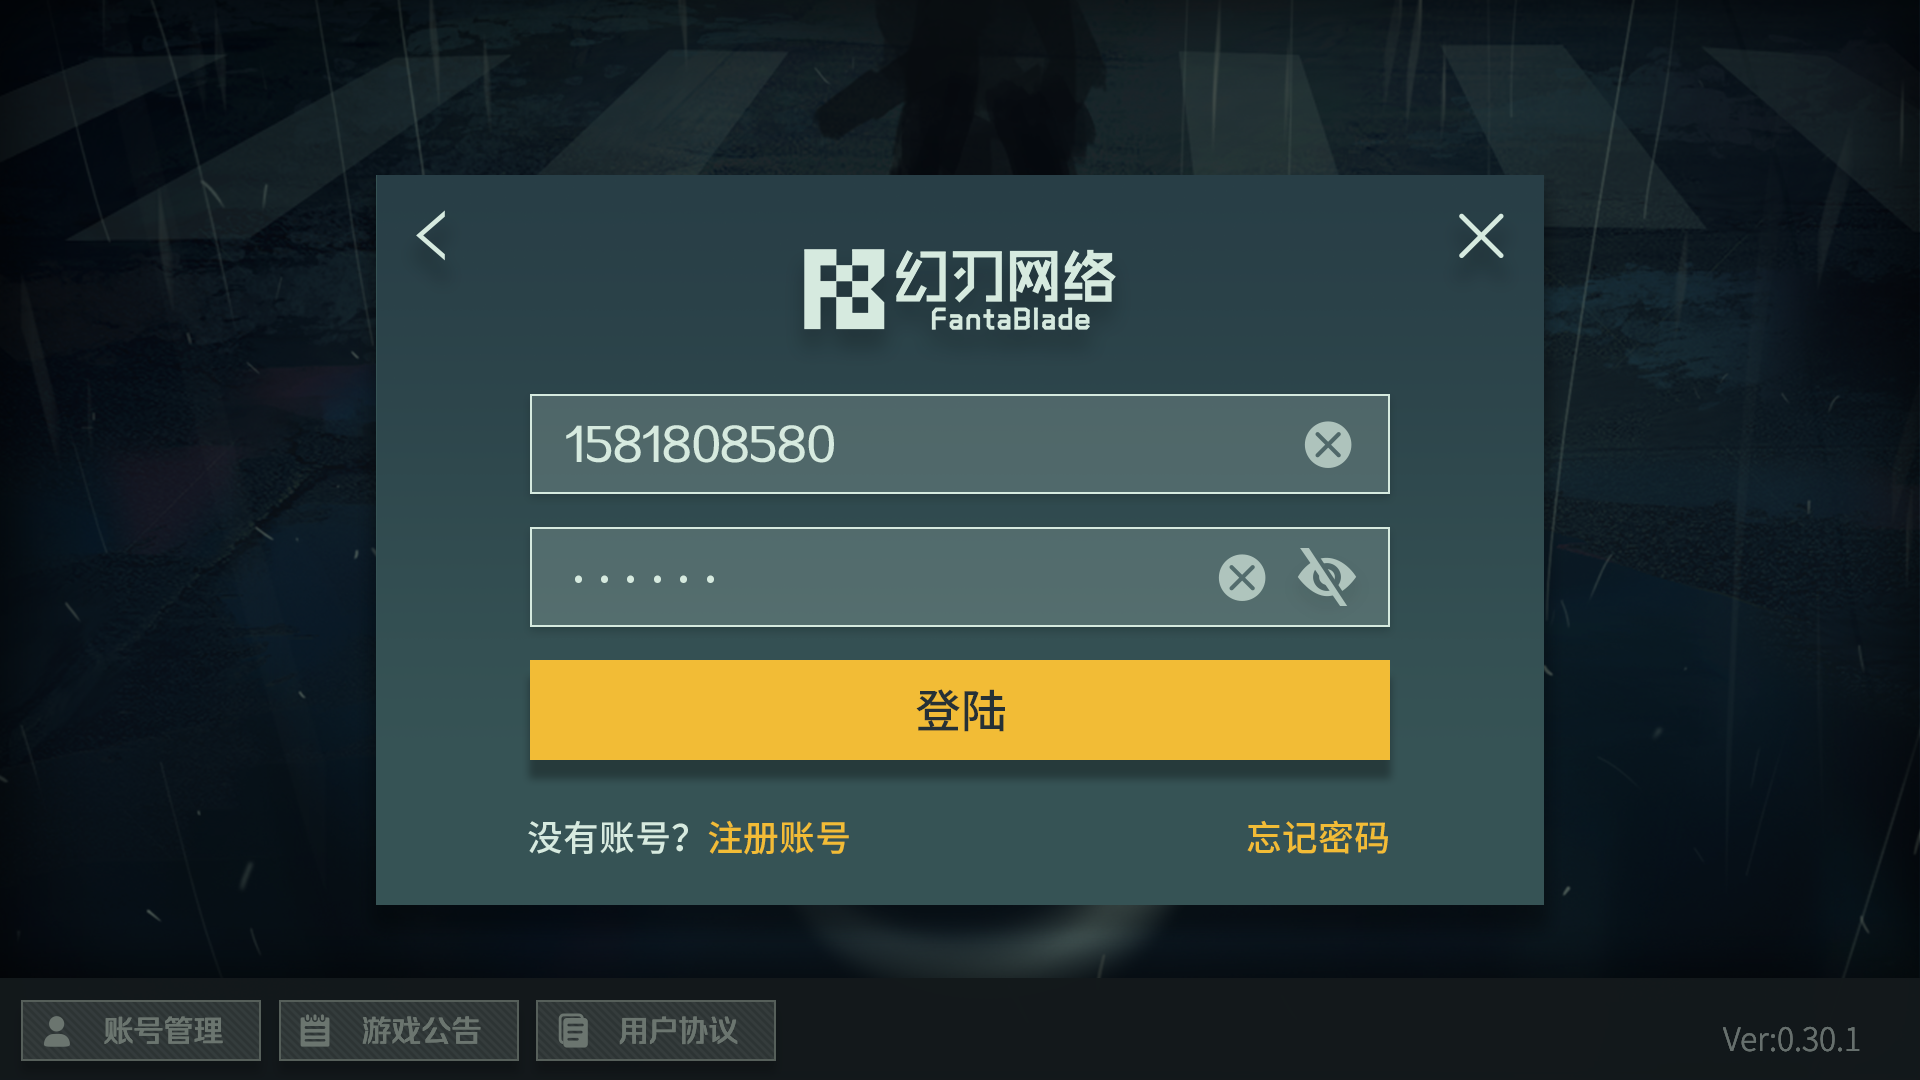 幻刃网络
FantaBlade
1581808580
••••••
登陆
没有账号？ 注册账号
忘记密码
账号管理
游戏公告
用户协议
Ver:0.30.1